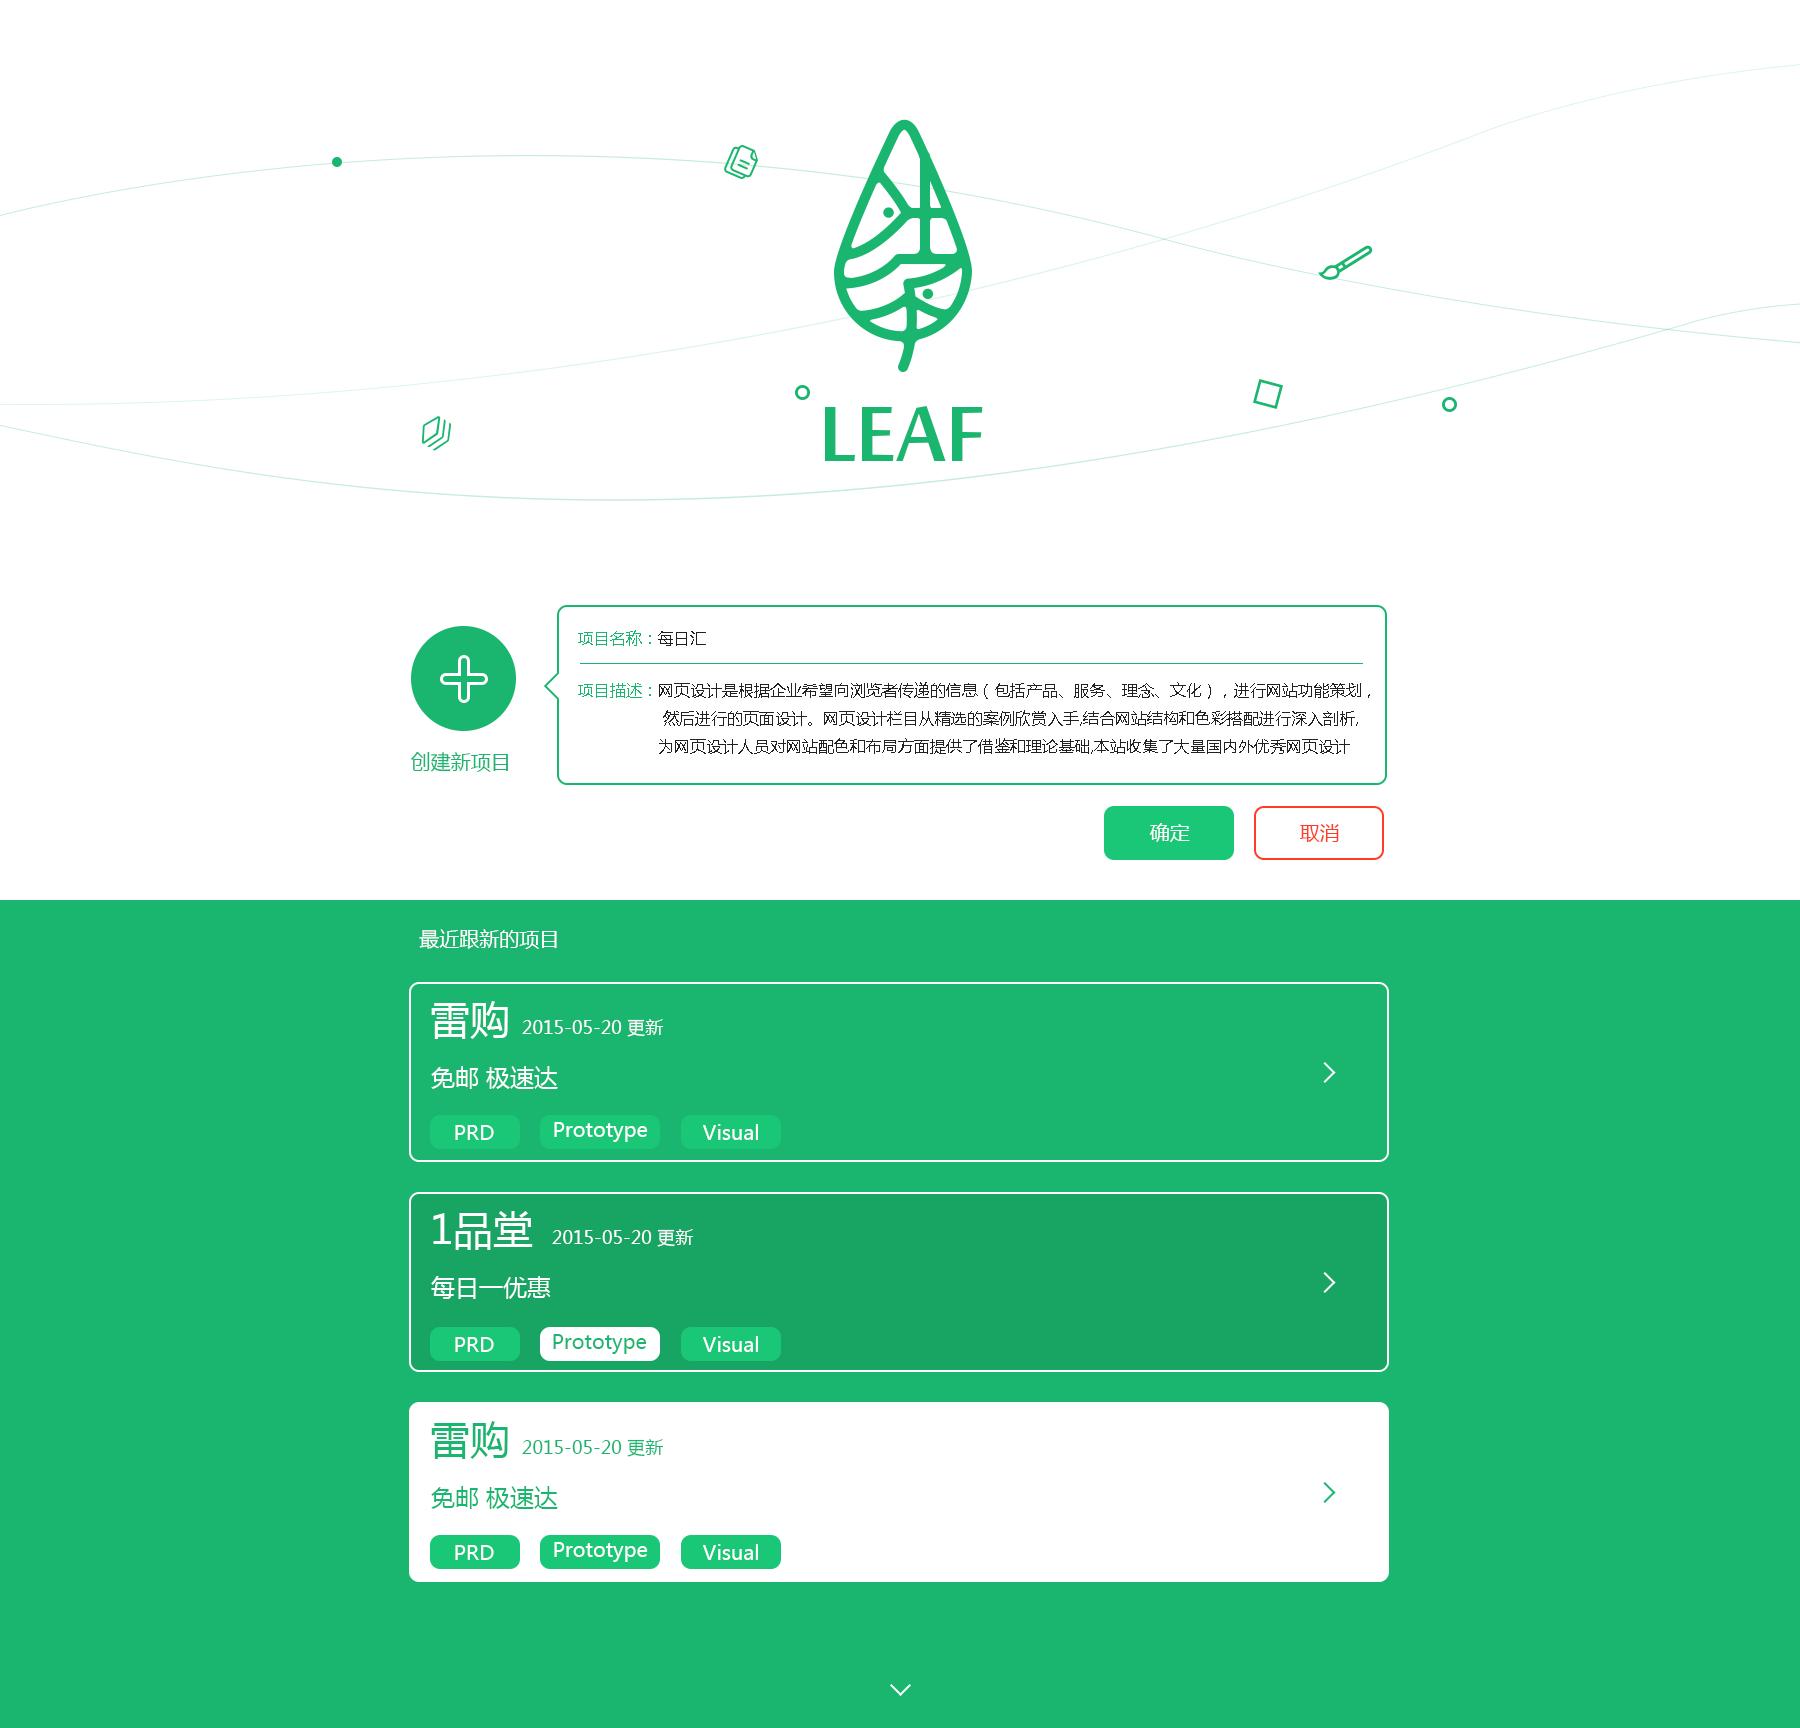 LEAF
项目名称：每日汇
项目描述：网页设计是根据企业希望向浏览者传递的信息（包括产品、服务、理念、文化），进行网站功能策划，
然后进行的页面设计。网页设计栏目从精选的案例欣赏入手,结合网站结构和色彩搭配进行深入剖析,
为网页设计人员对网站配色和布局方面提供了借鉴和理论基础,本站收集了大量国内外优秀网页设计
创建新项目
确定 取消
最近跟新的项目
雷购 2015-05-20 更新
免邮 极速达
PRD Prototype Visual
1品堂 2015-05-20 更新
每日一优惠
PRD Prototype Visual
雷购 2015-05-20 更新
免邮 极速达
PRD Prototype Visual